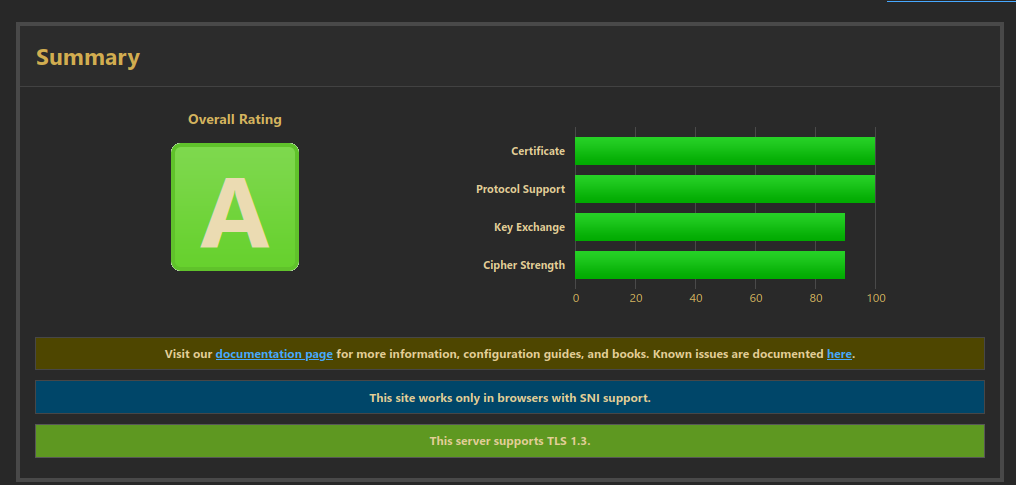 Summary
Overall Rating
A
Certificate
Protocol Support
Key Exchange
Cipher Strength
0 20 40 60 80 100
Visit our documentation page for more information, configuration guides, and books. Known issues are documented here.
This site works only in browsers with SNI support.
This server supports TLS 1.3.